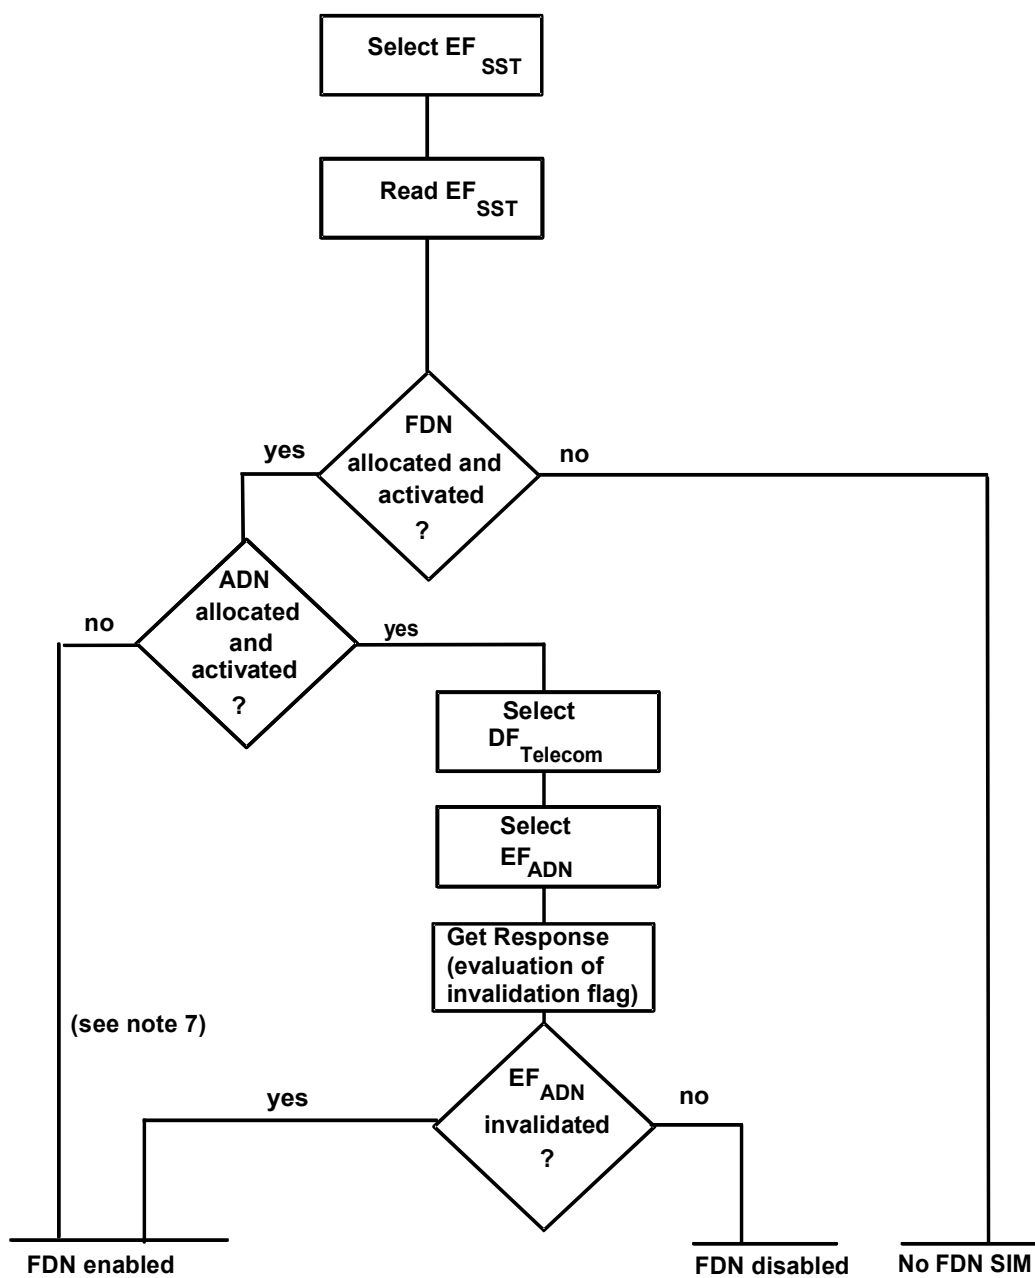 Select EF SST
Read EF SST
FDN
allocated and
activated
?
yes
no
ADN
allocated
and
activated
?
no
yes
Select
DF Telecom
Select
EF ADN
Get Response
(evaluation of
invalidation flag)
(see note 7)
EF ADN
invalidated
?
yes
no
FDN enabled
FDN disabled
No FDN SIM